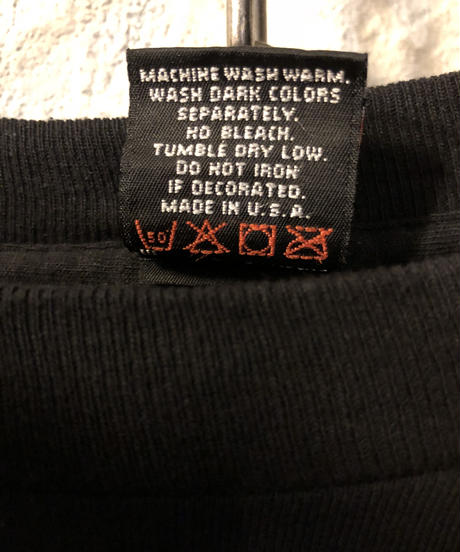 MACHINE WASH WARM.
WASH DARK COLORS
SEPARATELY.
NO BLEACH.
TUMBLE DRY LOW.
DO NOT IRON
IF DECORATED.
MADE IN U.S.A.
50